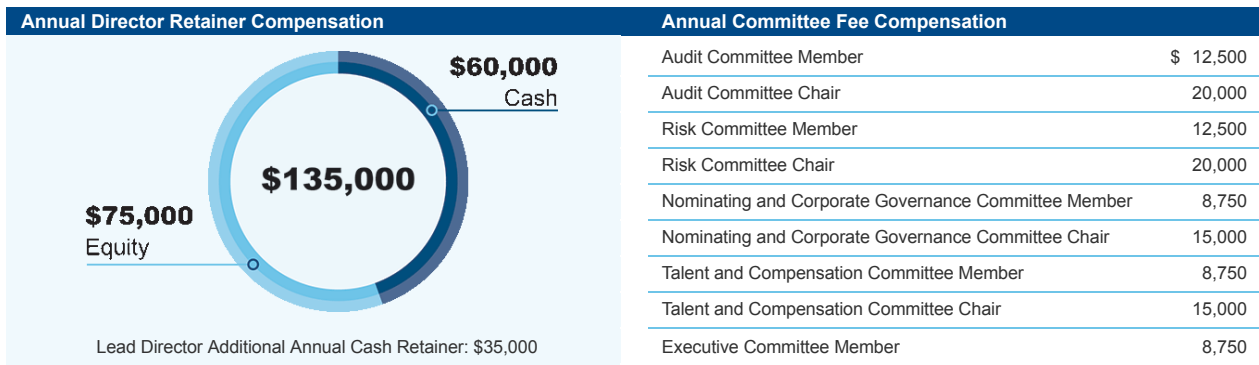 Annual Director Retainer Compensation
$60,000
Cash
$135,000
$75,000
Equity
Lead Director Additional Annual Cash Retainer: $35,000
Annual Committee Fee Compensation
Audit Committee Member $ 12,500
Audit Committee Chair 20,000
Risk Committee Member 12,500
Risk Committee Chair 20,000
Nominating and Corporate Governance Committee Member 8,750
Nominating and Corporate Governance Committee Chair 15,000
Talent and Compensation Committee Member 8,750
Talent and Compensation Committee Chair 15,000
Executive Committee Member 8,750